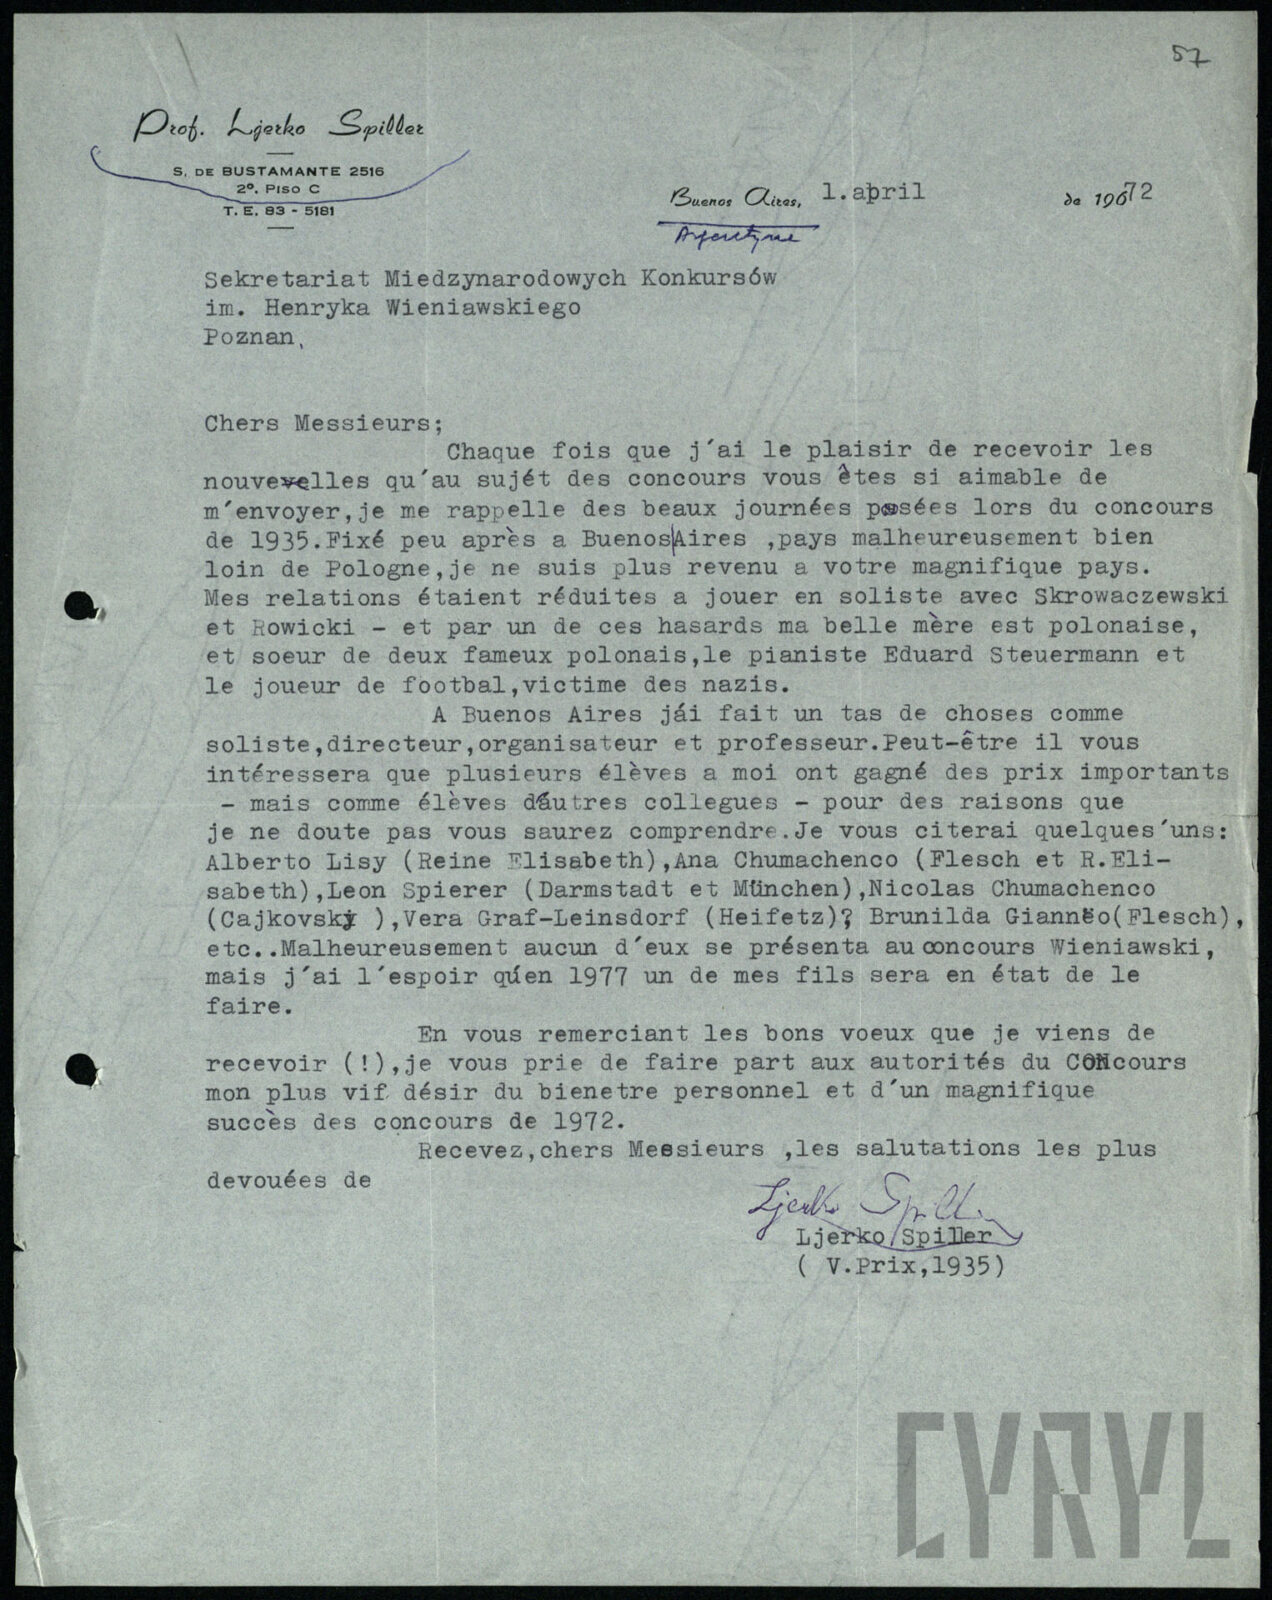 57
Prof. Ljerko Spiller
S. DE BUSTAMANTE 2516
2º. PISO C
T. E. 83 - 5181
Buenos Aires, 1.april de 19672
Argentyna
Sekretariat Miedzynarodowych Konkursów
im. Henryka Wieniawskiego
Poznan,
Chers Messieurs;
Chaque fois que j´ai le plaisir de recevoir les
nouvevelles qu´au sujét des concours vous êtes si aimable de
m´envoyer,je me rappelle des beaux journées pasées lors du concours
de 1935.Fixé peu après a Buenos|Aires ,pays malheureusement bien
loin de Pologne,je ne suis plus revenu a votre magnifique pays.
Mes relations étaient réduites a jouer en soliste avec Skrowaczewski
et Rowicki - et par un de ces hasards ma belle mère est polonaise,
et soeur de deux fameux polonais,le pianiste Eduard Steuermann et
le joueur de footbal,victime des nazis.
A Buenos Aires jái fait un tas de choses comme
soliste,directeur,organisateur et professeur.Peut-être il vous
intéressera que plusieurs élèves a moi ont gagné des prix importants
- mais comme élèves d´autres collegues - pour des raisons que
je ne doute pas vous saurez comprendre.Je vous citerai quelques´uns:
Alberto Lisy (Reine Elisabeth),Ana Chumachenco (Flesch et R.Eli-
sabeth),Leon Spierer (Darmstadt et München),Nicolas Chumachenco
(Cajkovskj ),Vera Graf-Leinsdorf (Heifetz), Brunilda Gianneo(Flesch),
etc..Malheureusement aucun d´eux se présenta au concours Wieniawski,
mais j´ai l´espoir qúen 1977 un de mes fils sera en état de le
faire.
En vous remerciant les bons voeux que je viens de
recevoir (!),je vous prie de faire part aux autorités du CONcours
mon plus vif désir du bienetre personnel et d´un magnifique
succès des concours de 1972.
Recevez,chers Messieurs ,les salutations les plus
devouées de
Ljerko Spiller
Ljerko Spiller
( V.Prix,1935)
CYRYL